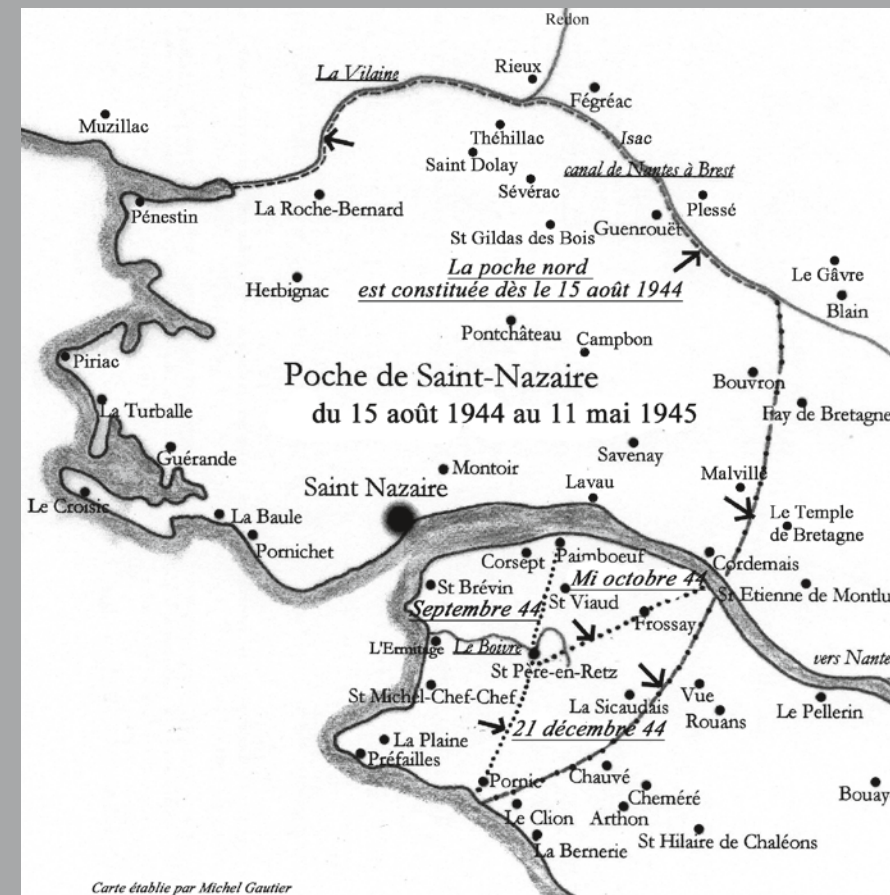 Redon
Rieux
La Vilaine
Fégréac
Muzillac
Théhillac
Isac
Saint Dolay
canal de Nantes à Brest
Sévérac
Plessé
La Roche-Bernard
Pénestin
Guenrouët
St Gildas des Bois
La poche nord
est constituée dès le 15 août 1944
Le Gâvre
Herbignac
Blain
Pontchâteau
Campbon
Piriac
Bouvron
Poche de Saint-Nazaire
du 15 août 1944 au 11 mai 1945
La Turballe
Fay de Bretagne
Guérande
Savenay
Montoir
Malville
Saint Nazaire
Lavau
Le Croisic
La Baule
Le Temple
de Bretagne
Pornichet
Corsept
Paimboeuf
Cordemais
Mi octobre 44
St Brévin
St Viaud
St Etienne de Montlu
Septembre 44
Frossay
L'Ermitage
Le Boivre
vers Nante
St Père-en-Retz
St Michel-Chef-Chef
La Sicaudais
Vue
Rouans
Le Pellerin
21 décembre 44
La Plaine
Préfailles
Pornic
Chauvé
Cheméré
Bouay
Le Clion
Arthon
La Bernerie
St Hilaire de Chaléons
Carte établie par Michel Gautier